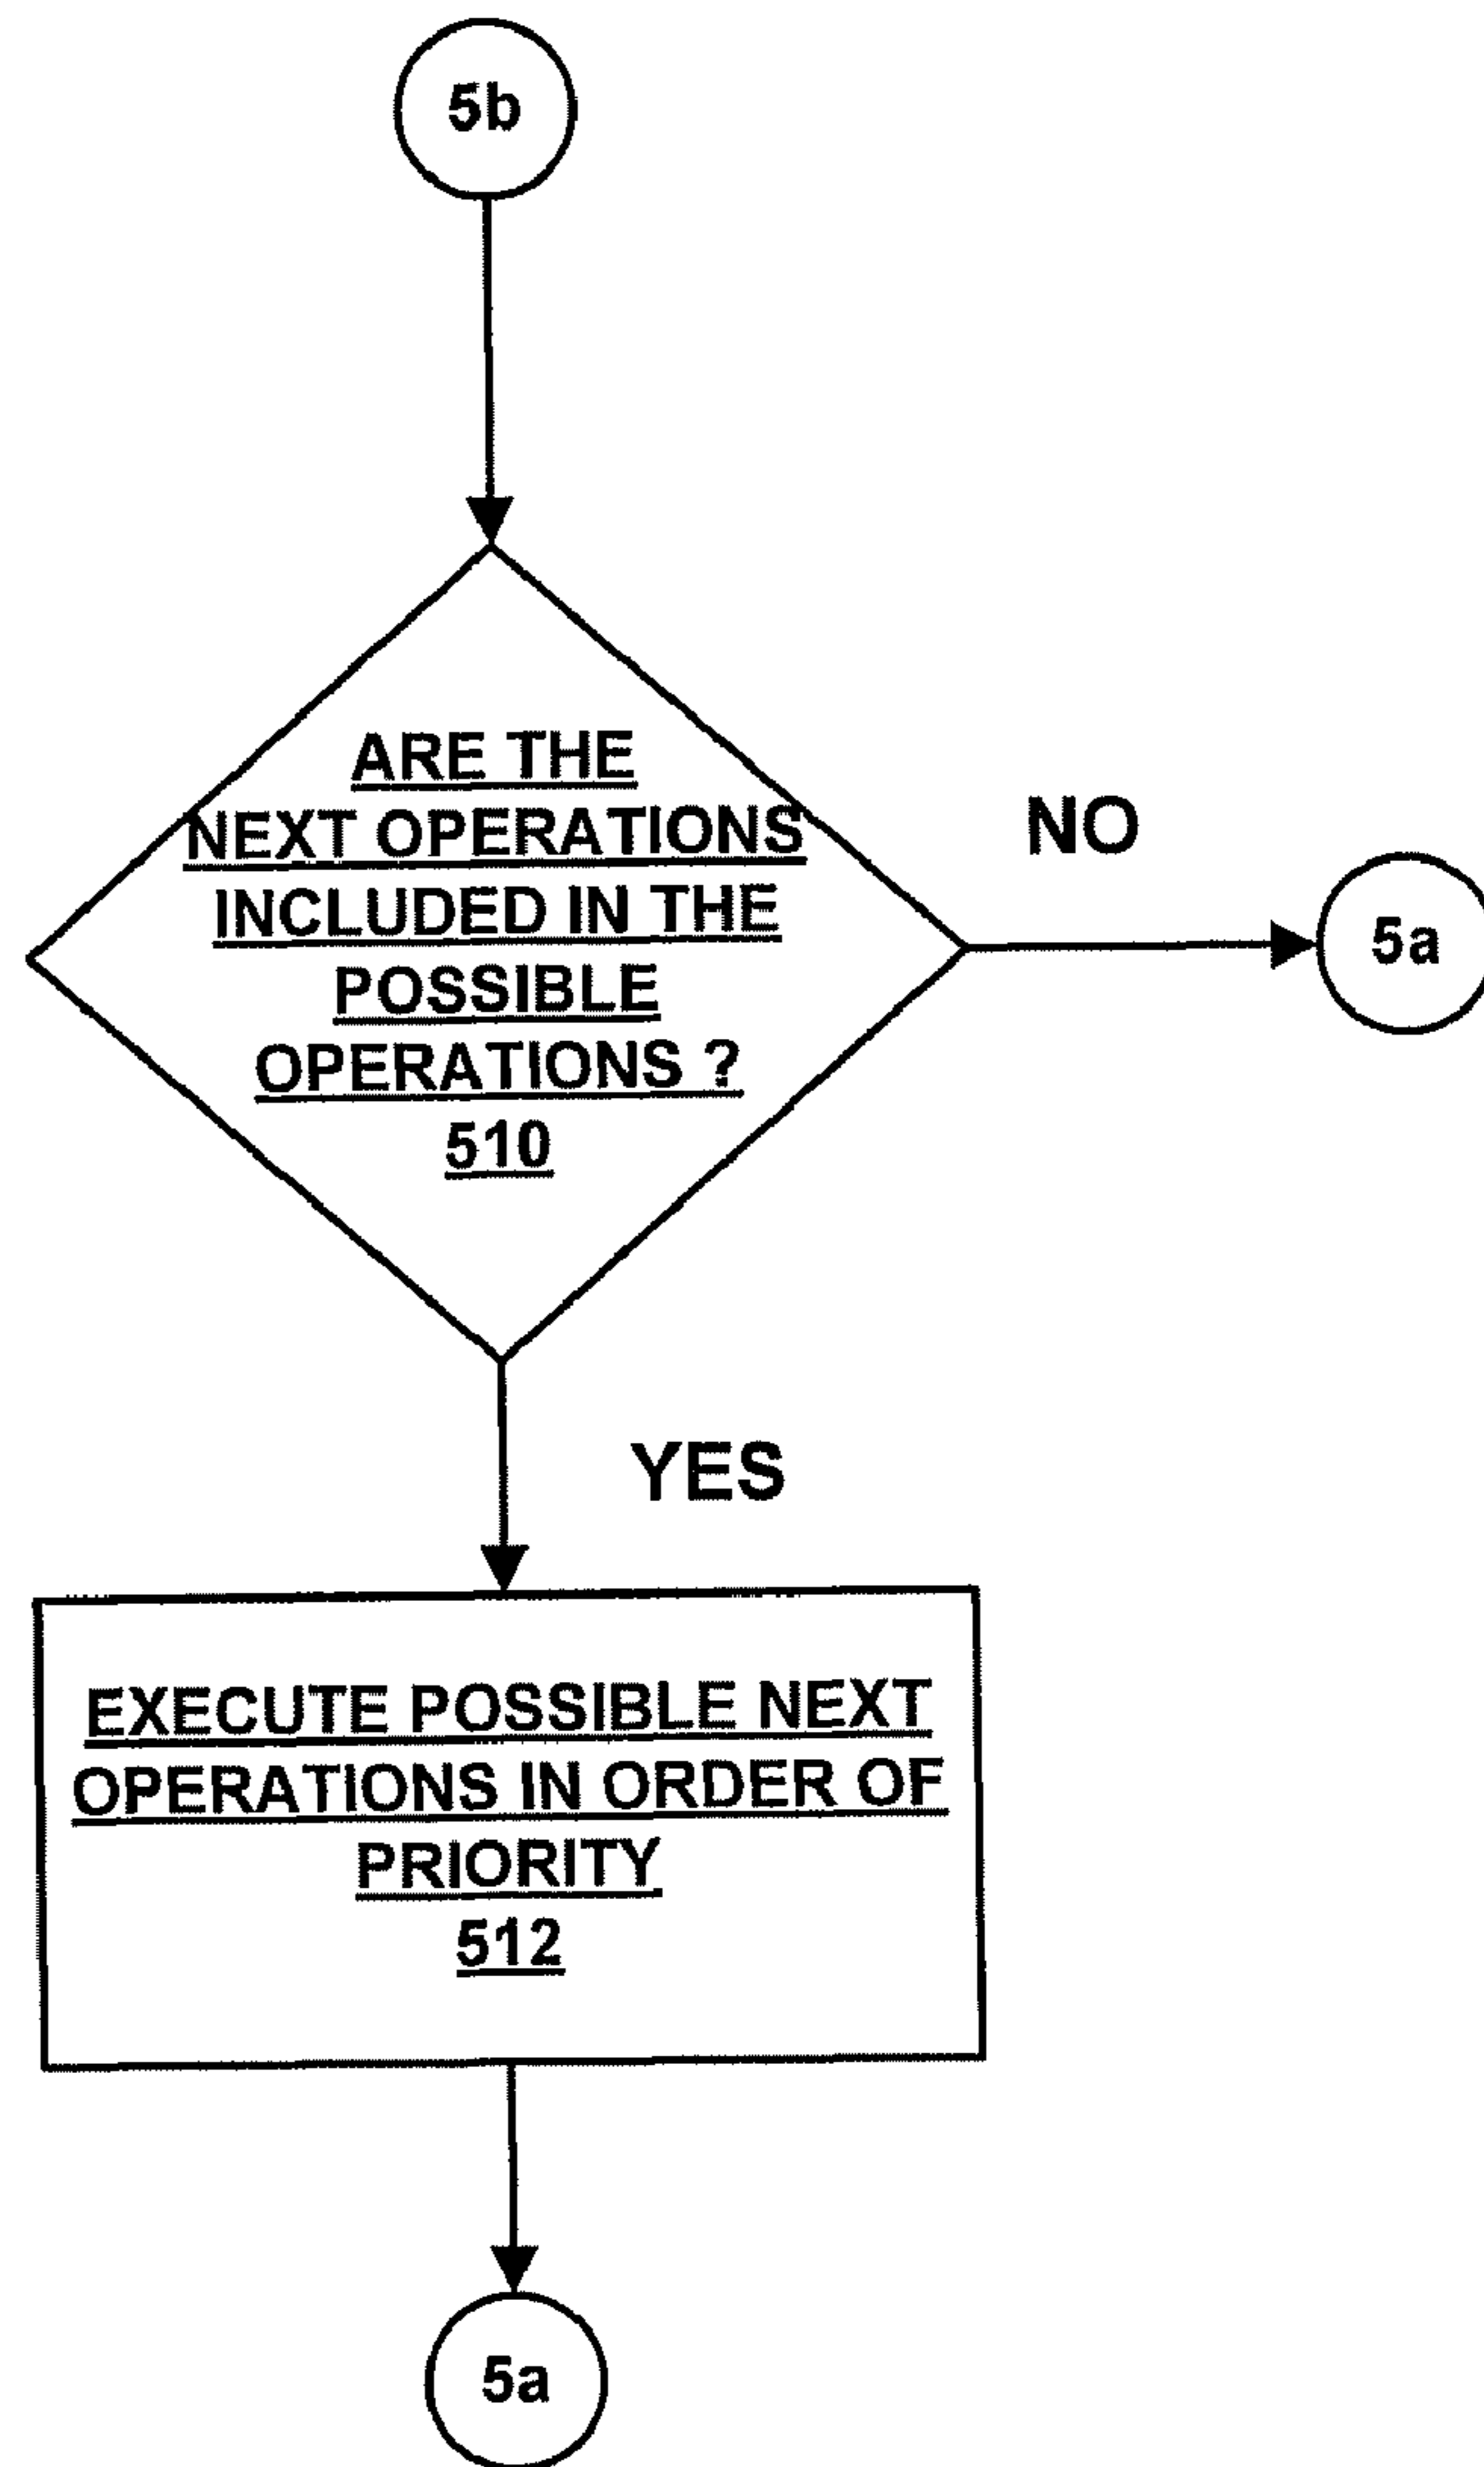 5b
ARE THE
NEXT OPERATIONS
INCLUDED IN THE
POSSIBLE
OPERATIONS ?
510
NO
5a
YES
EXECUTE POSSIBLE NEXT
OPERATIONS IN ORDER OF
PRIORITY
512
5a